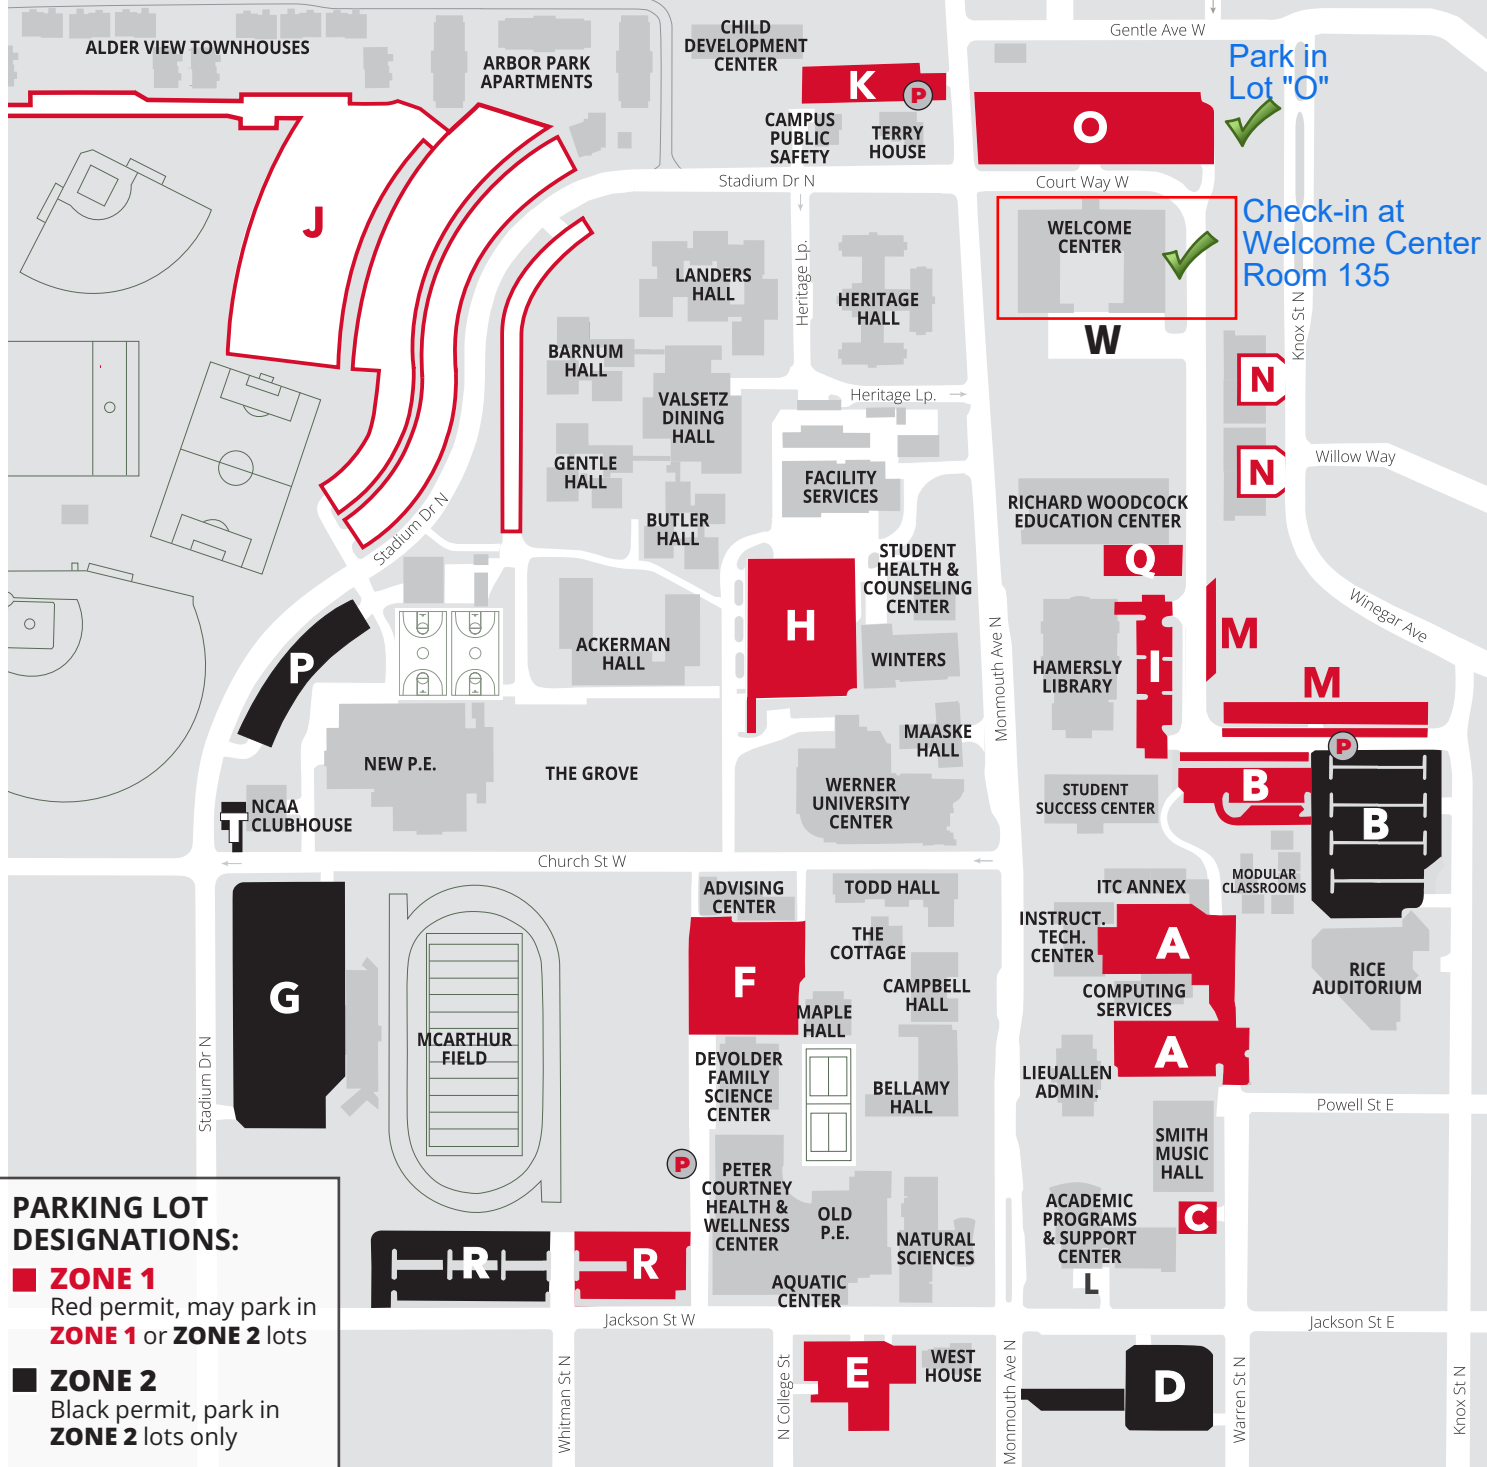 Gentle Ave W
CHILD
DEVELOPMENT
CENTER
ALDER VIEW TOWNHOUSES
ARBOR PARK
APARTMENTS
Park in
Lot "O"
K
P
O
CAMPUS
PUBLIC
SAFETY
TERRY
HOUSE
Stadium Dr N
Court Way W
J
WELCOME
CENTER
Check-in at
Welcome Center
Room 135
LANDERS
HALL
Heritage Lp.
HERITAGE
HALL
Knox St N
W
BARNUM
HALL
N
Heritage Lp.
VALSETZ
DINING
HALL
GENTLE
HALL
FACILITY
SERVICES
N
Willow Way
RICHARD WOODCOCK
EDUCATION CENTER
BUTLER
HALL
Stadium Dr N
STUDENT
HEALTH &
COUNSELING
CENTER
Q
Winegar Ave
H
M
P
ACKERMAN
HALL
WINTERS
Monmouth Ave N
HAMERSLY
LIBRARY
I
M
MAASKE
HALL
P
NEW P.E.
THE GROVE
WERNER
UNIVERSITY
CENTER
STUDENT
SUCCESS CENTER
B
B
T
NCAA
CLUBHOUSE
Church St W
ADVISING
CENTER
TODD HALL
ITC ANNEX
MODULAR
CLASSROOMS
INSTRUCT.
TECH.
CENTER
THE
COTTAGE
A
F
G
CAMPBELL
HALL
COMPUTING
SERVICES
RICE
AUDITORIUM
MAPLE
HALL
MCARTHUR
FIELD
A
Stadium Dr N
DEVOLDER
FAMILY
SCIENCE
CENTER
BELLAMY
HALL
LIEUALLEN
ADMIN.
Powell St E
SMITH
MUSIC
HALL
P
PETER
COURTNEY
HEALTH &
WELLNESS
CENTER
OLD
P.E.
NATURAL
SCIENCES
ACADEMIC
PROGRAMS
& SUPPORT
CENTER
C
R
R
L
AQUATIC
CENTER
Jackson St W
Jackson St E
E
WEST
HOUSE
D
Whitman St N
N College St
Monmouth Ave N
Warren St N
Knox St N
PARKING LOT
DESIGNATIONS:
ZONE 1
Red permit, may park in
ZONE 1 or ZONE 2 lots
ZONE 2
Black permit, park in
ZONE 2 lots only